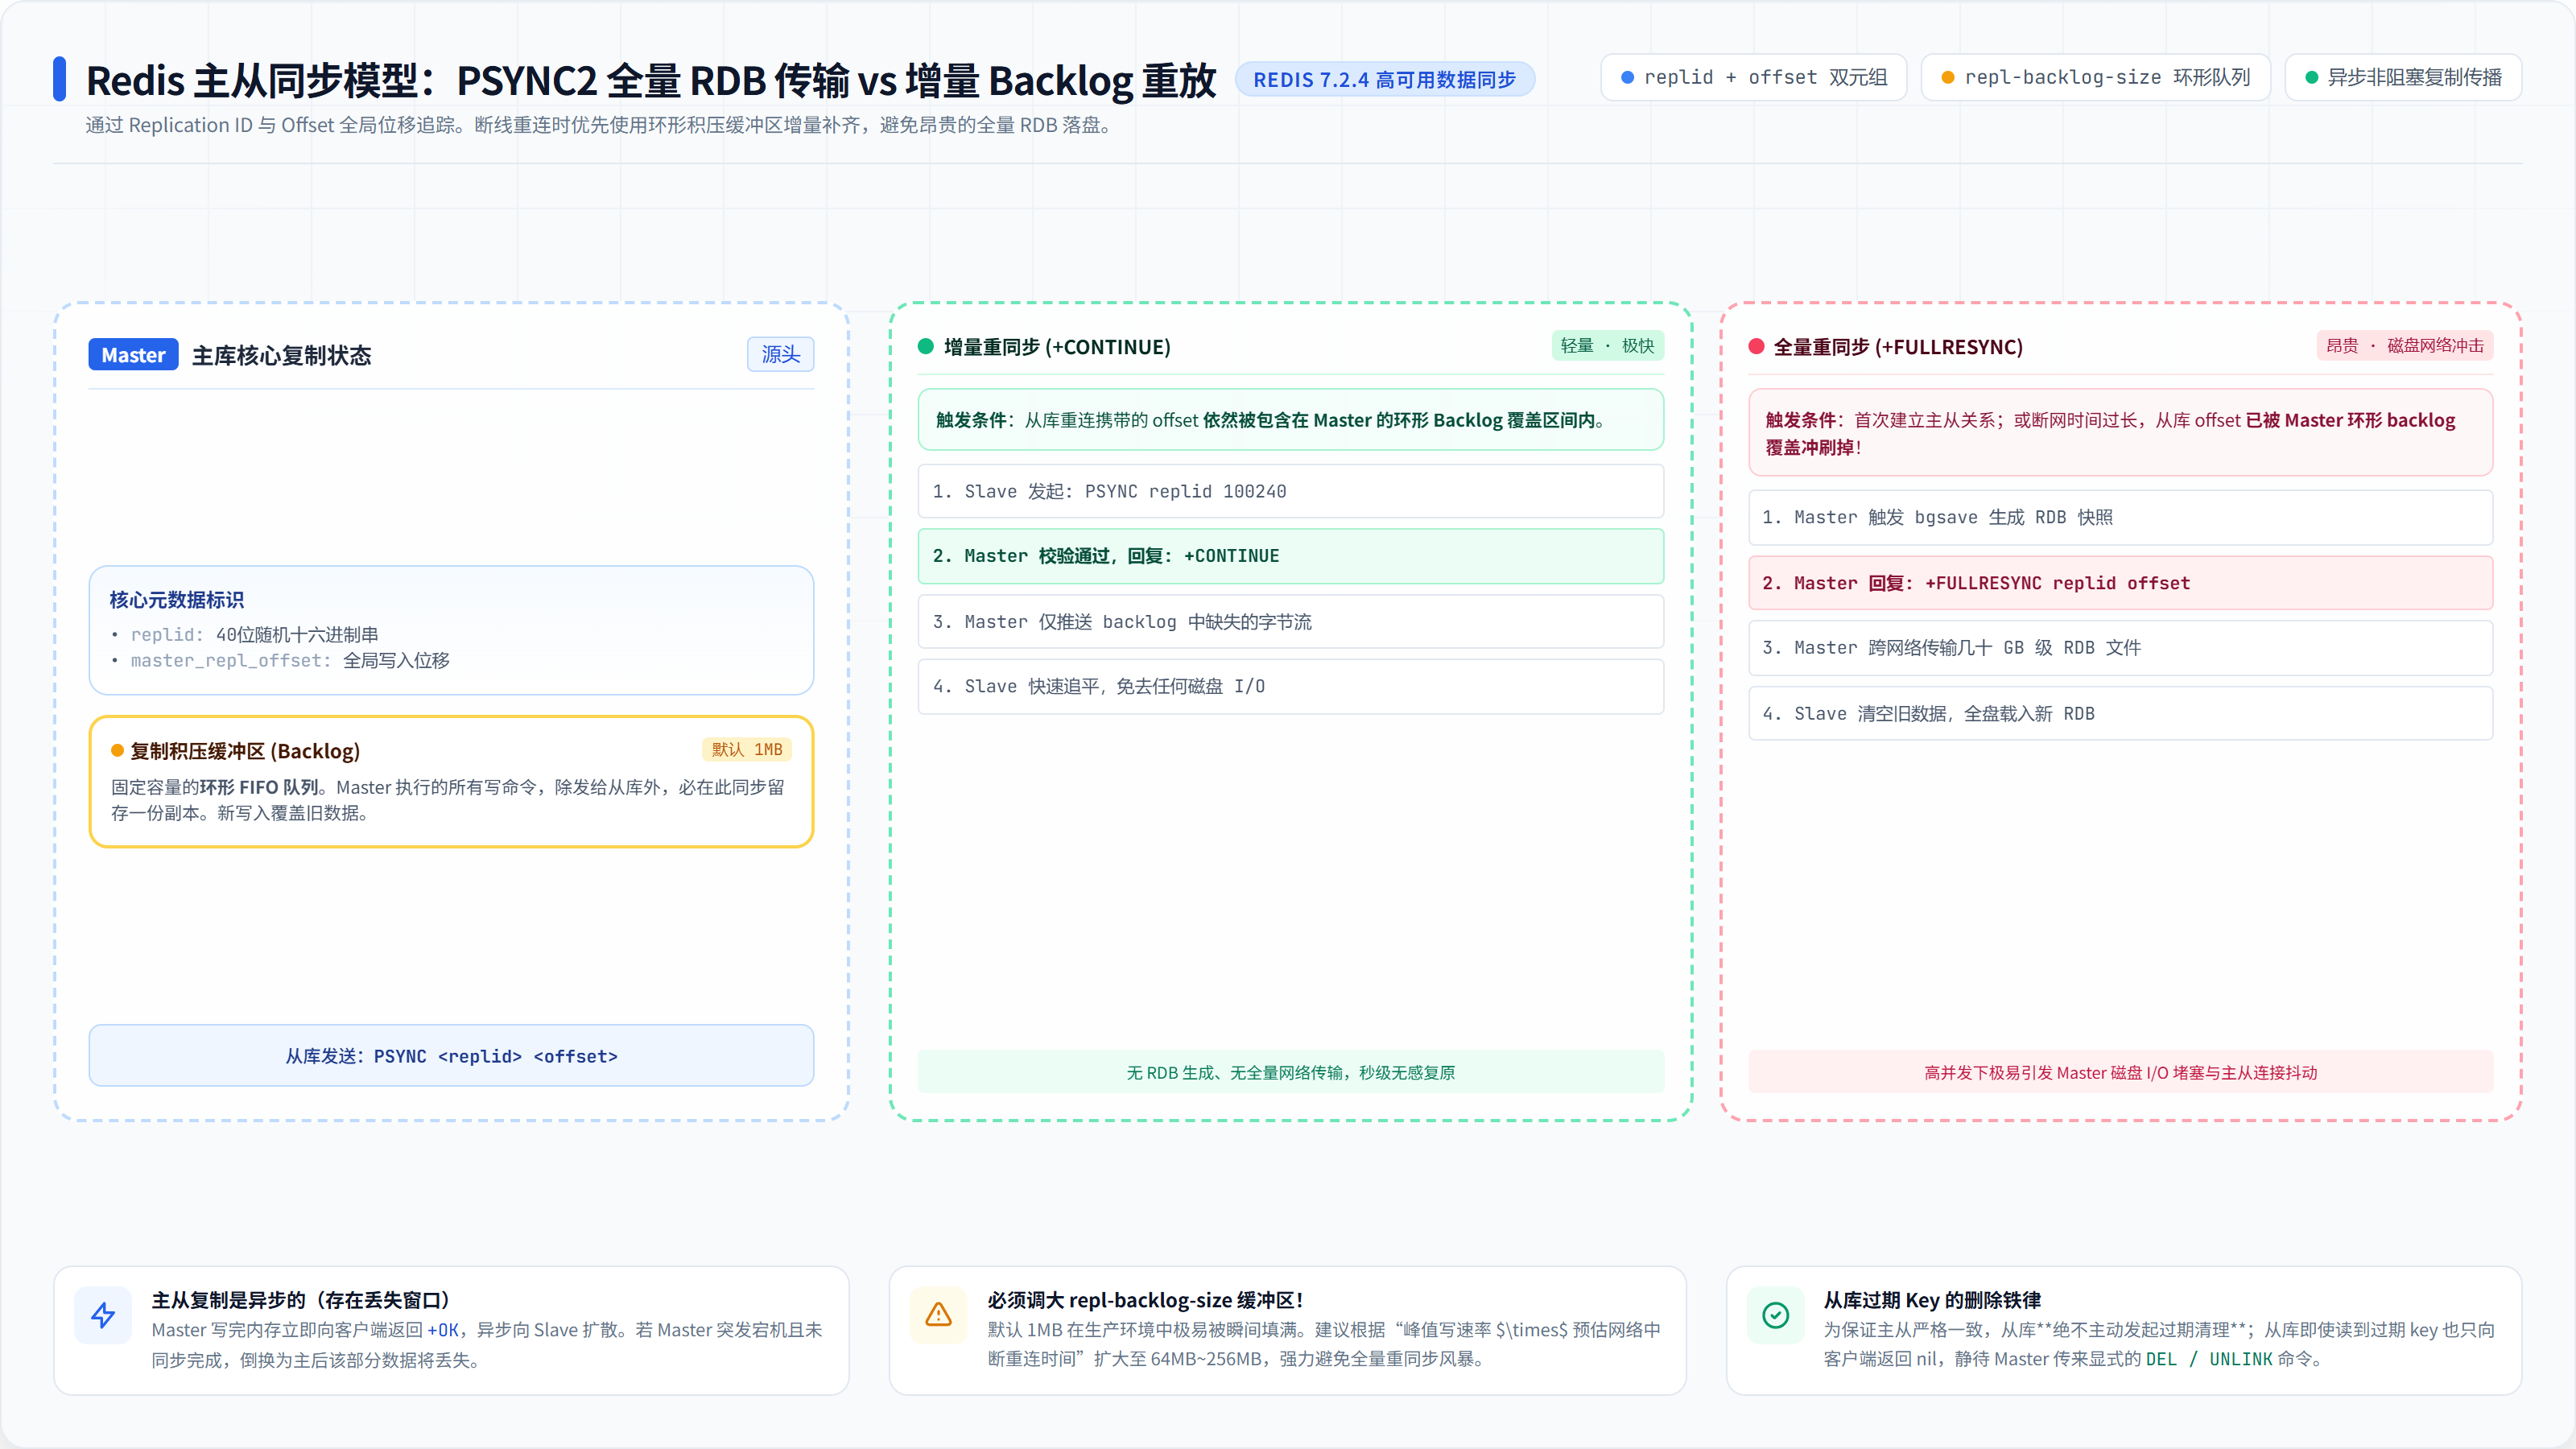 Redis 主从同步模型：PSYNC2 全量 RDB 传输 vs 增量 Backlog 重放
REDIS 7.2.4 高可用数据同步
replid + offset 双元组
repl-backlog-size 环形队列
异步非阻塞复制传播
通过 Replication ID 与 Offset 全局位移追踪。断线重连时优先使用环形积压缓冲区增量补齐，避免昂贵的全量 RDB 落盘。
Master 主库核心复制状态
源头
核心元数据标识
• replid: 40位随机十六进制串
• master_repl_offset: 全局写入位移
复制积压缓冲区 (Backlog)
默认 1MB
固定容量的环形 FIFO 队列。Master 执行的所有写命令，除发给从库外，必在此同步留
存一份副本。新写入覆盖旧数据。
从库发送：PSYNC <replid> <offset>
增量重同步 (+CONTINUE)
轻量 · 极快
触发条件：从库重连携带的 offset 依然被包含在 Master 的环形 Backlog 覆盖区间内。
1. Slave 发起: PSYNC replid 100240
2. Master 校验通过，回复: +CONTINUE
3. Master 仅推送 backlog 中缺失的字节流
4. Slave 快速追平，免去任何磁盘 I/O
无 RDB 生成、无全量网络传输，秒级无感复原
全量重同步 (+FULLRESYNC)
昂贵 · 磁盘网络冲击
触发条件：首次建立主从关系；或断网时间过长，从库 offset 已被 Master 环形 backlog
覆盖冲刷掉！
1. Master 触发 bgsave 生成 RDB 快照
2. Master 回复: +FULLRESYNC replid offset
3. Master 跨网络传输几十 GB 级 RDB 文件
4. Slave 清空旧数据，全盘载入新 RDB
高并发下极易引发 Master 磁盘 I/O 堵塞与主从连接抖动
主从复制是异步的（存在丢失窗口）
Master 写完内存立即向客户端返回 +OK，异步向 Slave 扩散。若 Master 突发宕机且未
同步完成，倒换为主后该部分数据将丢失。
必须调大 repl-backlog-size 缓冲区！
默认 1MB 在生产环境中极易被瞬间填满。建议根据“峰值写速率 $\times$ 预估网络中
断重连时间”扩大至 64MB~256MB，强力避免全量重同步风暴。
从库过期 Key 的删除铁律
为保证主从严格一致，从库**绝不主动发起过期清理**；从库即使读到过期 key 也只向
客户端返回 nil，静待 Master 传来显式的 DEL / UNLINK 命令。